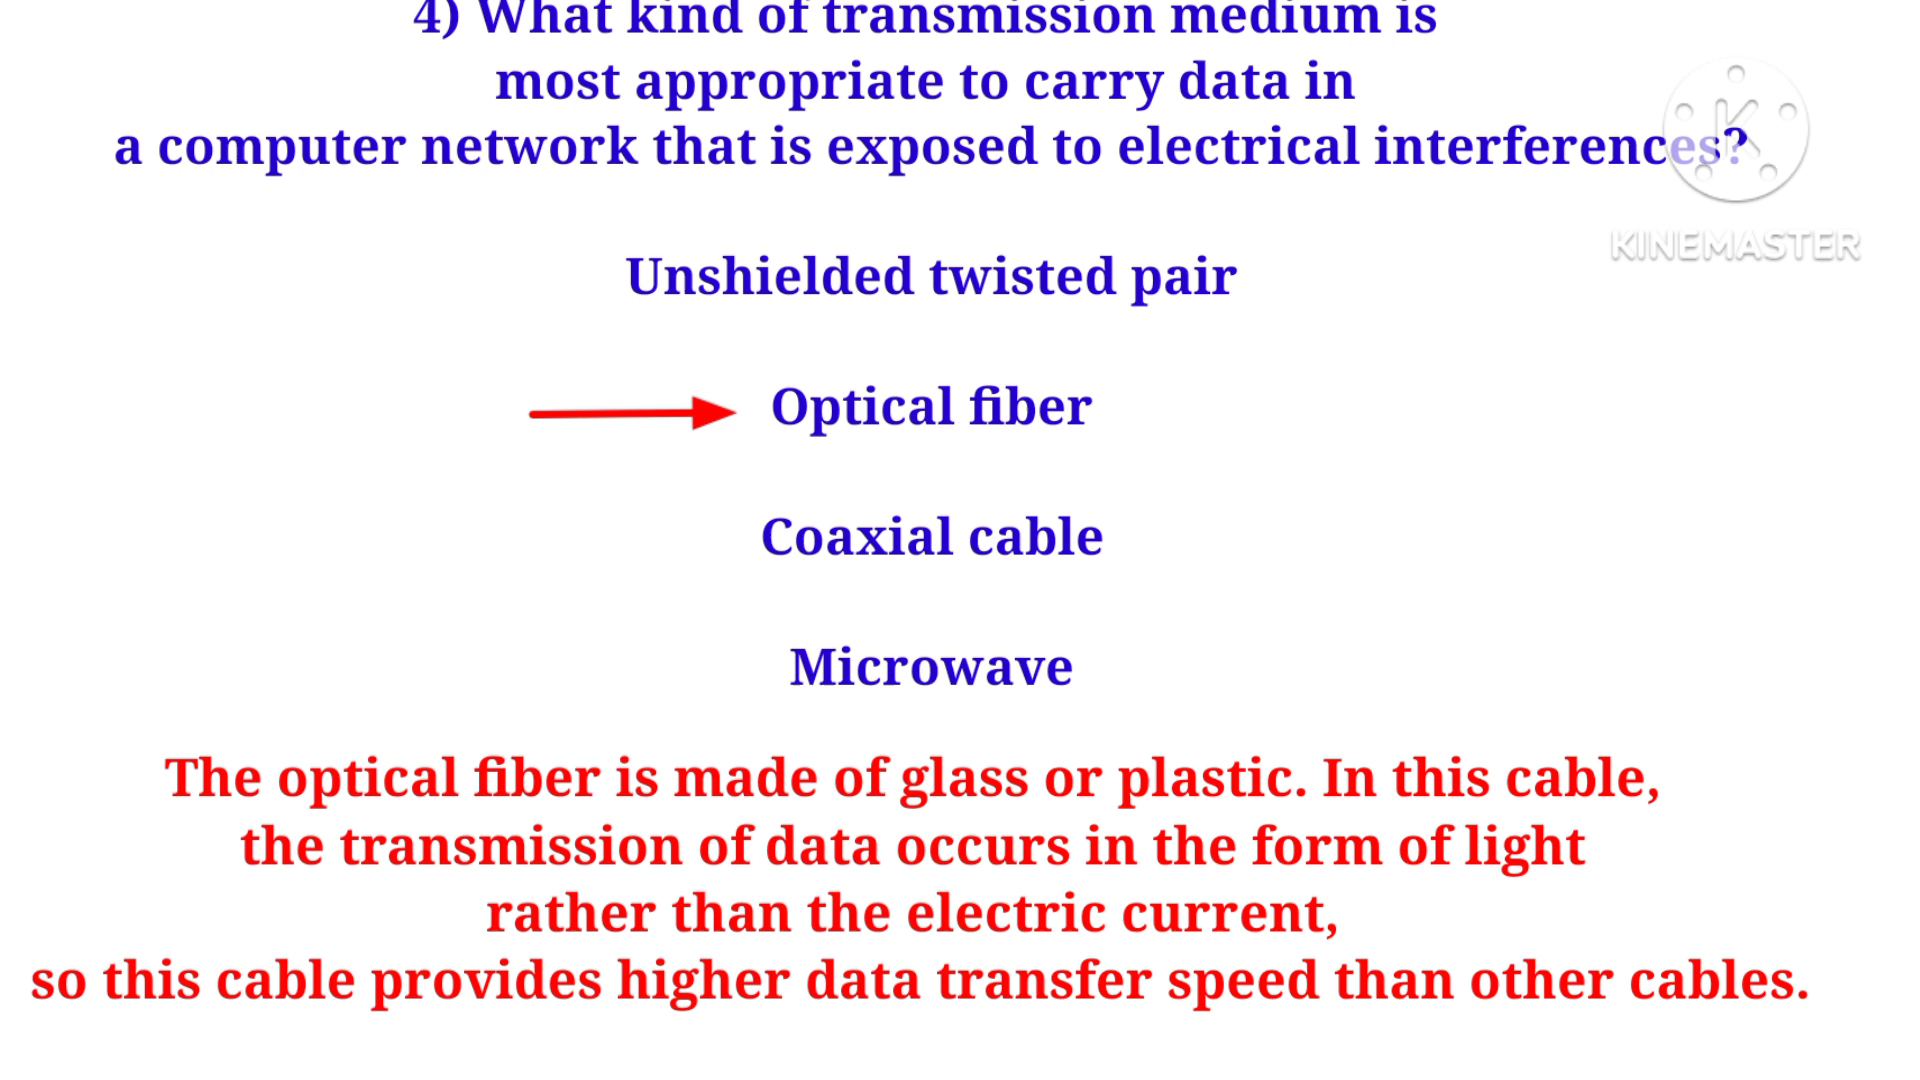 4) What kind of transmission medium is
most appropriate to carry data in
a computer network that is exposed to electrical interferences?
KINEMASTER
Unshielded twisted pair
Optical fiber
Coaxial cable
Microwave
The optical fiber is made of glass or plastic. In this cable,
the transmission of data occurs in the form of light
rather than the electric current,
so this cable provides higher data transfer speed than other cables.